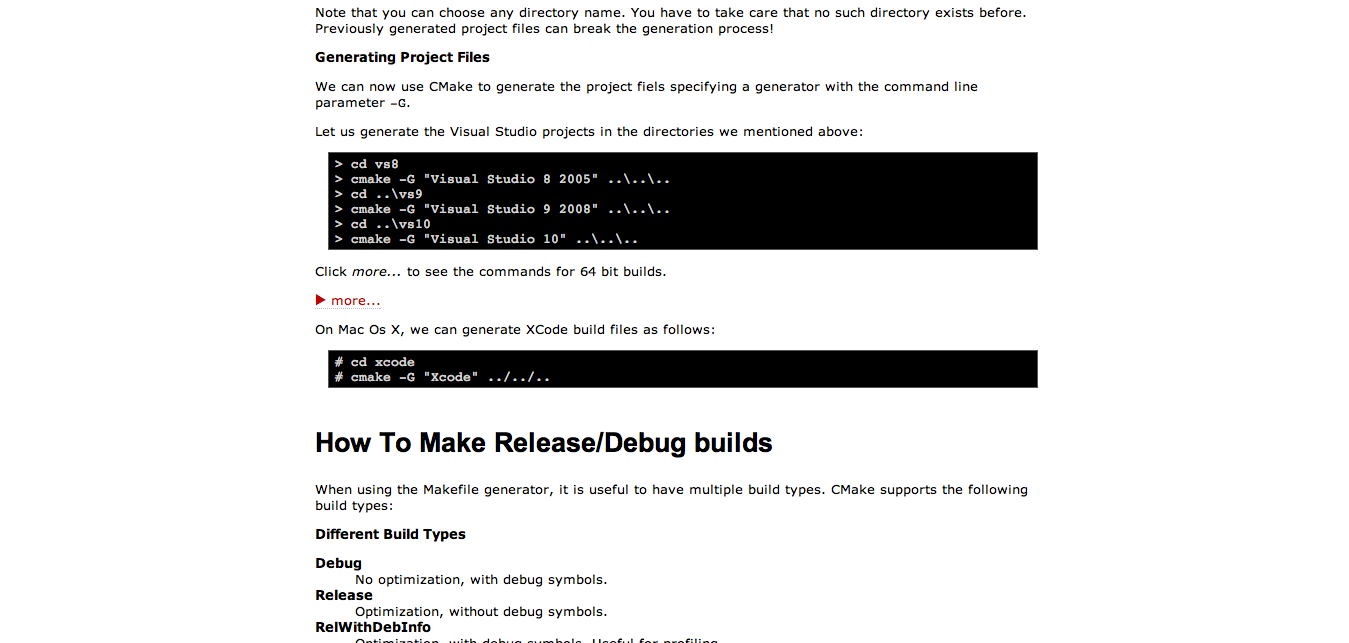 Note that you can choose any directory name. You have to take care that no such directory exists before.
Previously generated project files can break the generation process!
Generating Project Files
We can now use CMake to generate the project fiels specifying a generator with the command line
parameter -G.
Let us generate the Visual Studio projects in the directories we mentioned above:
> cd vs8
> cmake -G "Visual Studio 8 2005" ..\..\..
> cd ..\vs9
> cmake -G "Visual Studio 9 2008" ..\..\..
> cd ..\vs10
> cmake -G "Visual Studio 10" ..\..\..
Click more... to see the commands for 64 bit builds.
more...
On Mac Os X, we can generate XCode build files as follows:
# cd xcode
# cmake -G "Xcode" ../../..
How To Make Release/Debug builds
When using the Makefile generator, it is useful to have multiple build types. CMake supports the following
build types:
Different Build Types
Debug
No optimization, with debug symbols.
Release
Optimization, without debug symbols.
RelWithDebInfo
Optimization, with debug symbols. Useful for profiling.